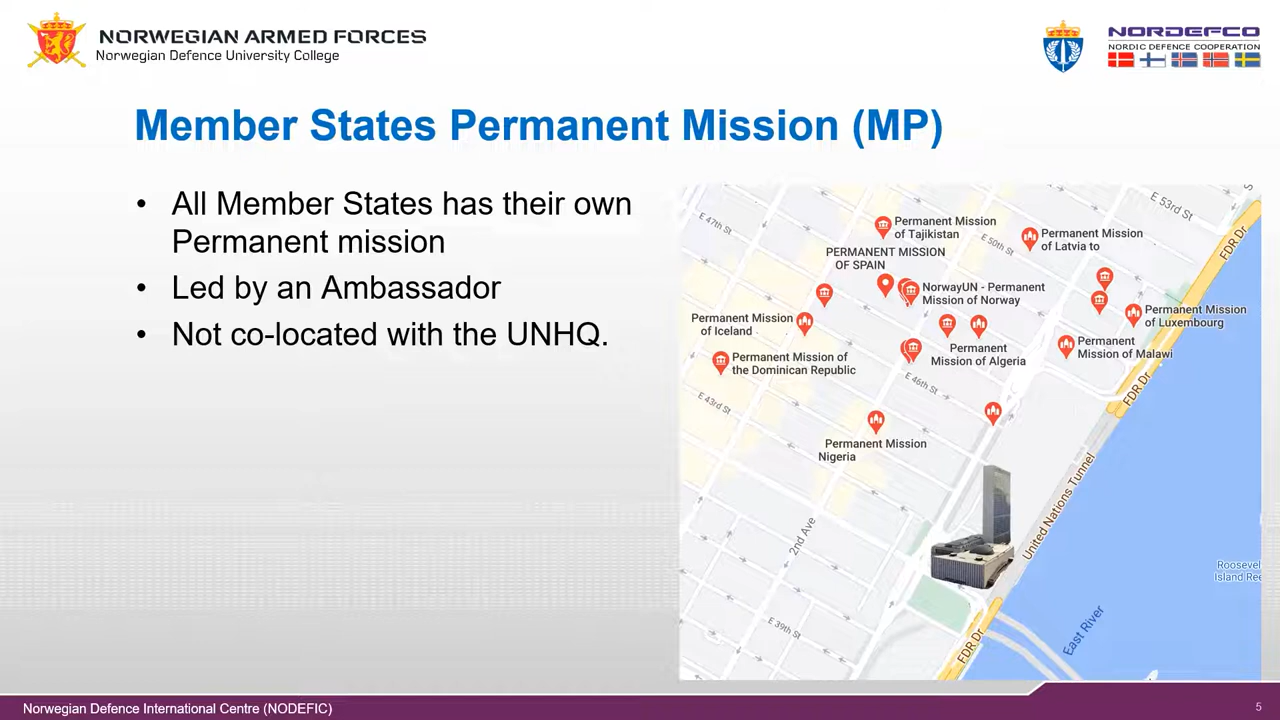 NORWEGIAN ARMED FORCES
Norwegian Defence University College
NORDEFCO
NORDIC DEFENCE COOPERATION
Member States Permanent Mission (MP)
• All Member States has their own
Permanent mission
• Led by an Ambassador
• Not co-located with the UNHQ.
E 53rd St
E 47th St
Permanent Mission
of Tajikistan
E 50th St
Permanent Mission
of Latvia to
FDR Dr
PERMANENT MISSION
OF SPAIN
NorwayUN - Permanent
Mission of Norway
Permanent Mission
of Iceland
Permanent Mission
of Luxembourg
Permanent
Mission of Algeria
Permanent
Mission of Malawi
Permanent Mission of
the Dominican Republic
E 46th St
FDR Dr
E 43rd St
Permanent Mission
Nigeria
United Nations Tunnel
2nd Ave
Roosevel
Island Ree
E 39th St
East River
FDR Dr
Norwegian Defence International Centre (NODEFIC)
5